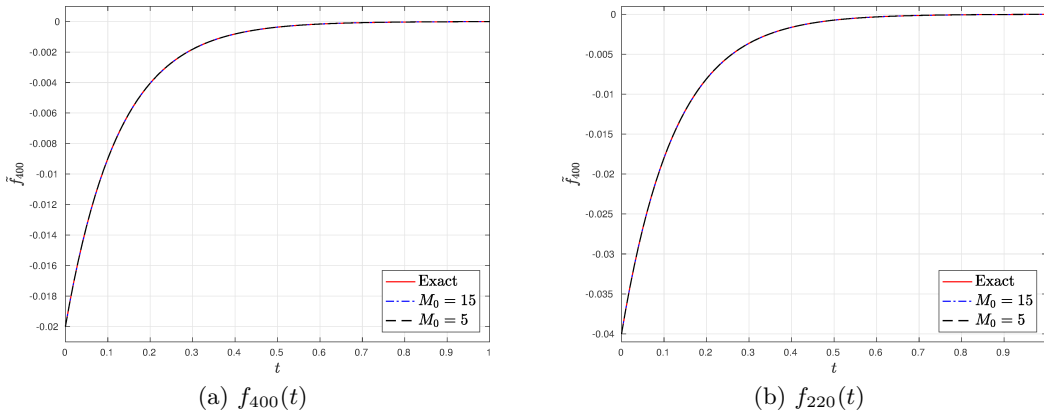 0
-0.002
-0.004
-0.006
-0.008
-0.01
-0.012
-0.014
-0.016
-0.018
-0.02
0 0.1 0.2 0.3 0.4 0.5 0.6 0.7 0.8 0.9 1
t
f̃₄₀₀
Exact
M₀ = 15
M₀ = 5
(a) f₄₀₀(t)
0
-0.005
-0.01
-0.015
-0.02
-0.025
-0.03
-0.035
-0.04
0 0.1 0.2 0.3 0.4 0.5 0.6 0.7 0.8 0.9
t
f̃₄₀₀
Exact
M₀ = 15
M₀ = 5
(b) f₂₂₀(t)